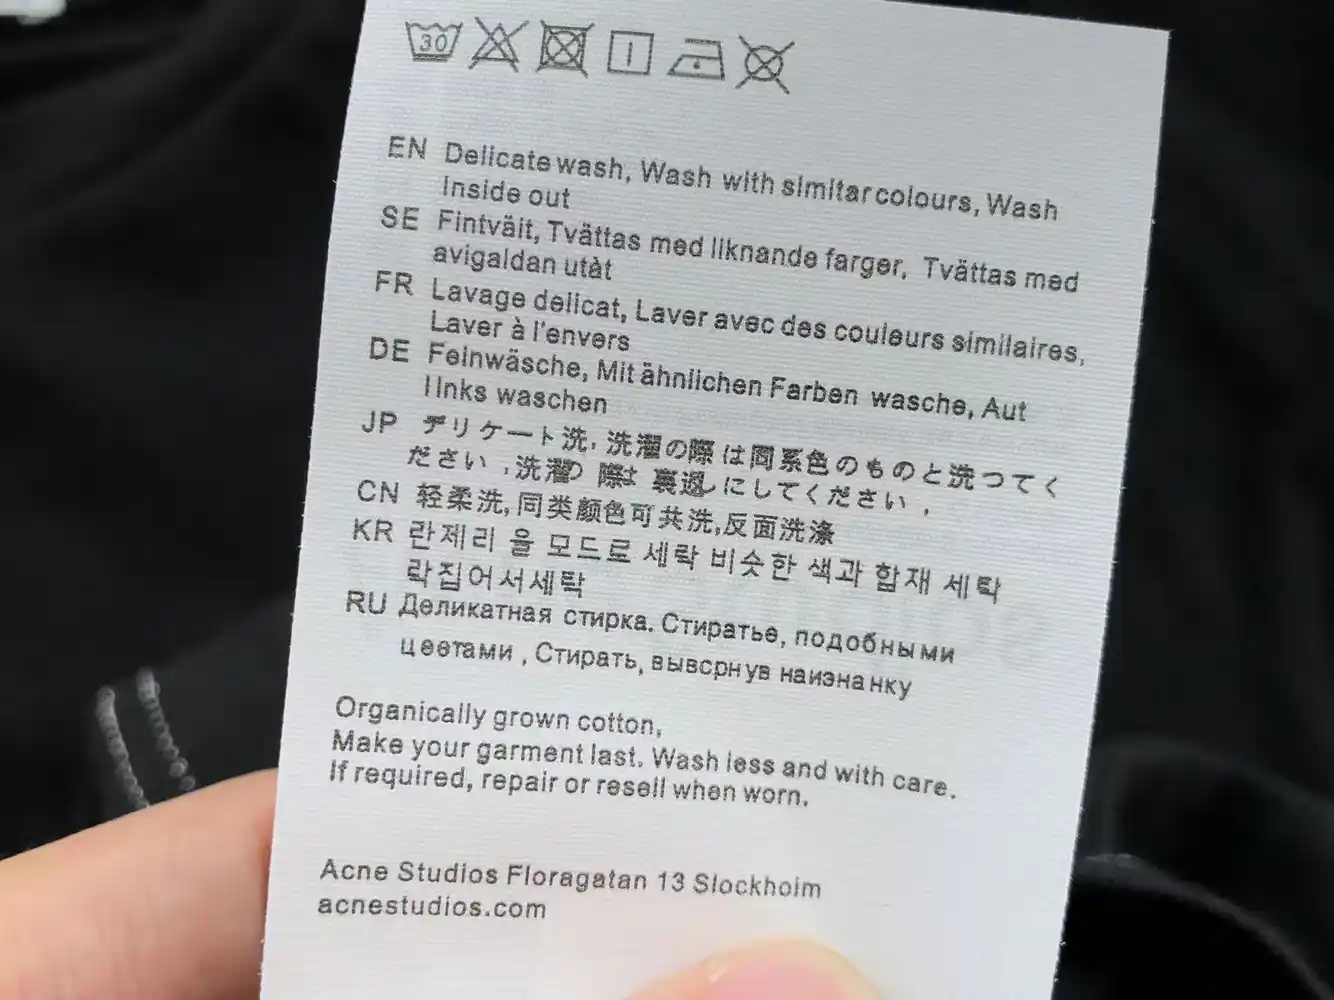 30
EN Delicate wash, Wash with simitar colours, Wash
Inside out
SE Fintväit, Tvättas med liknande farger, Tvättas med
avigaldan utàt
FR Lavage delicat, Laver avec des couleurs similaires,
Laver à l'envers
DE Feinwäsche, Mit ähnlichen Farben wasche, Aut
lInks waschen
JP デリケート洗, 洗濯の際は同系色のものと洗つてく
ださい ,洗濯の 際は 裏返しにしてください ,
CN 轻柔洗,同类颜色可共洗,反面洗涤
KR 란제리 을 모드로 세락 비슷한 색과 합재 세탁
락집어서세탁
RU Деликатная стирка. Стиратье, подобными
цветами , Стирать, вывсрнув наизнанку
Organically grown cotton,
Make your garment last. Wash less and with care.
If required, repair or resell when worn.
Acne Studios Floragatan 13 Slockholm
acnestudios.com